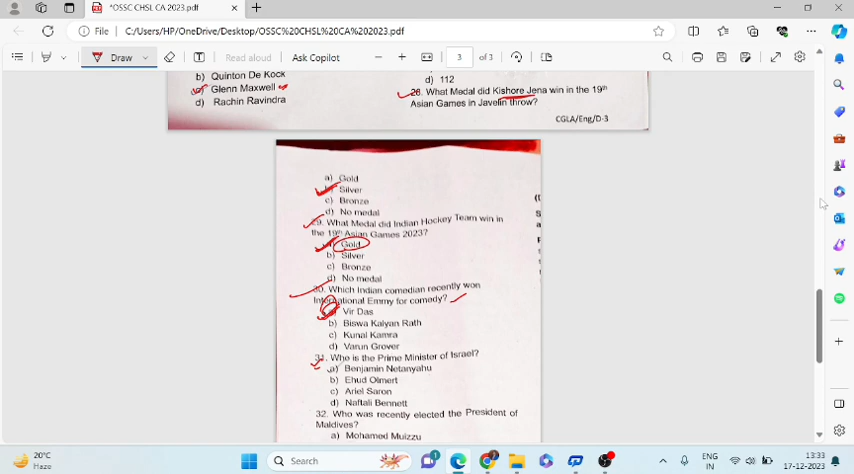 *OSSC CHSL CA 2023.pdf
File
C:/Users/HP/OneDrive/Desktop/OSSC%20CHSL%20CA%202023.pdf
Draw
Read aloud
Ask Copilot
3 of 3
b) Quinton De Kock
c) Glenn Maxwell
d) Rachin Ravindra
d) 112
28. What Medal did Kishore Jena win in the 19th
Asian Games in Javelin throw?
CGLA/Eng/D-3
a) Gold
b) Silver
c) Bronze
d) No medal
29. What Medal did Indian Hockey Team win in
the 19th Asian Games 2023?
a) Gold
b) Silver
c) Bronze
d) No medal
30. Which Indian comedian recently won
International Emmy for comedy?
a) Vir Das
b) Biswa Kalyan Rath
c) Kunal Kamra
d) Varun Grover
31. Who is the Prime Minister of Israel?
a) Benjamin Netanyahu
b) Ehud Olmert
c) Ariel Saron
d) Naftali Bennett
32. Who was recently elected the President of
Maldives?
a) Mohamed Muizzu
20°C
Haze
Search
ENG
IN
13:33
17-12-2023